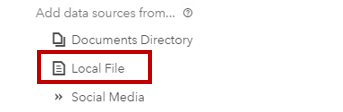 Add data sources from... ?
Documents Directory
Local File
Social Media